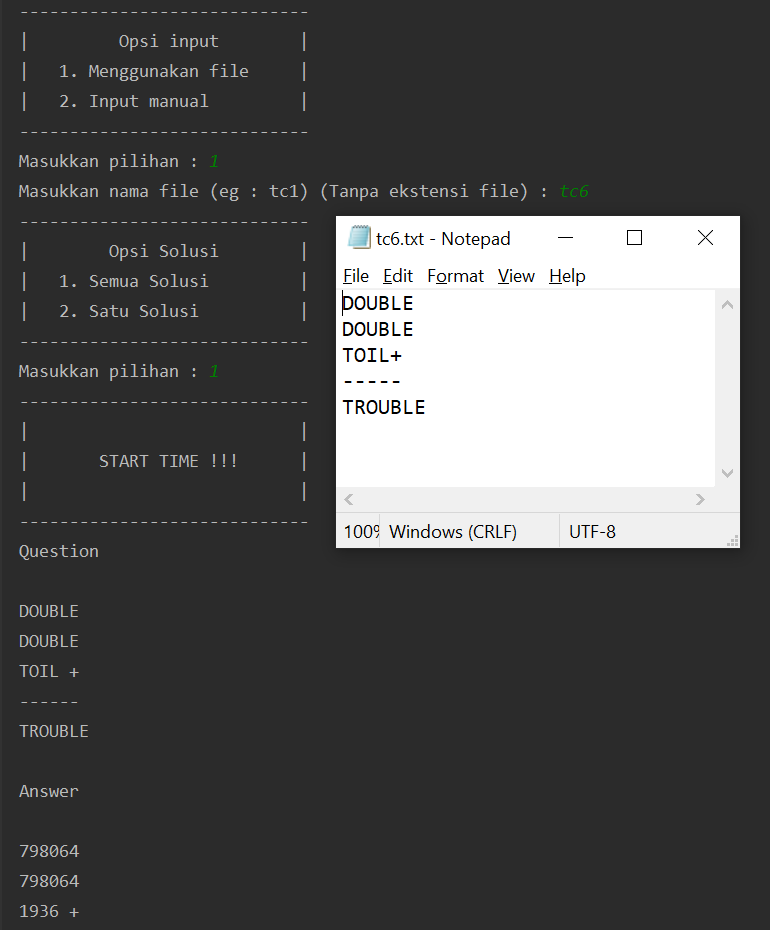 -----------------------------
|         Opsi input        |
|   1. Menggunakan file     |
|   2. Input manual         |
-----------------------------
Masukkan pilihan : 1
Masukkan nama file (eg : tc1) (Tanpa ekstensi file) : tc6
-----------------------------
|        Opsi Solusi        |
|   1. Semua Solusi         |
|   2. Satu Solusi          |
-----------------------------
Masukkan pilihan : 1
-----------------------------
|                           |
|       START TIME !!!      |
|                           |
-----------------------------
Question
DOUBLE
DOUBLE
TOIL +
------
TROUBLE
Answer
798064
798064
1936 +
tc6.txt - Notepad
File Edit Format View Help
DOUBLE
DOUBLE
TOIL+
-----
TROUBLE
100% Windows (CRLF) UTF-8